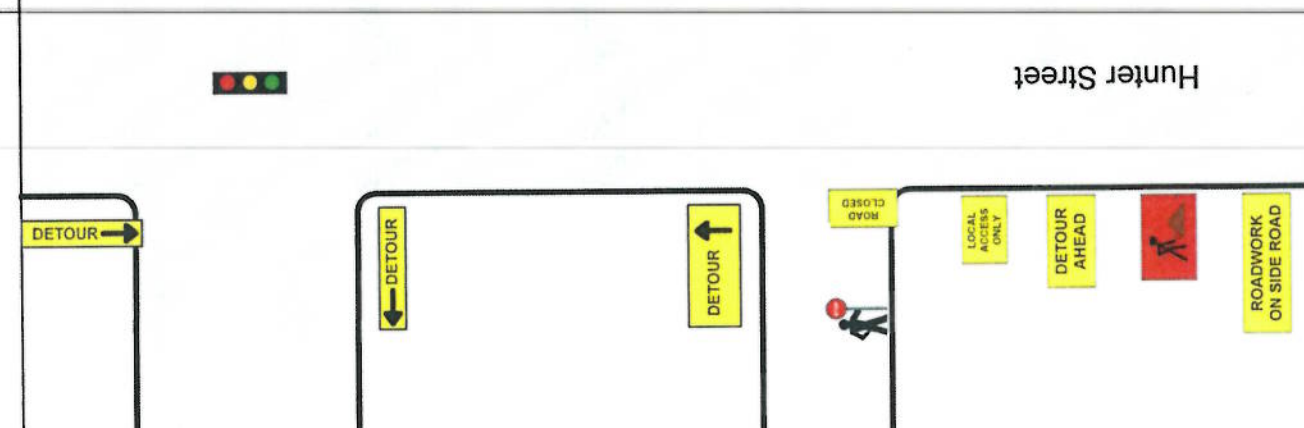 Hunter Street
DETOUR
DETOUR
DETOUR
ROAD
CLOSED
LOCAL
ACCESS
ONLY
DETOUR
AHEAD
ROADWORK
ON SIDE ROAD